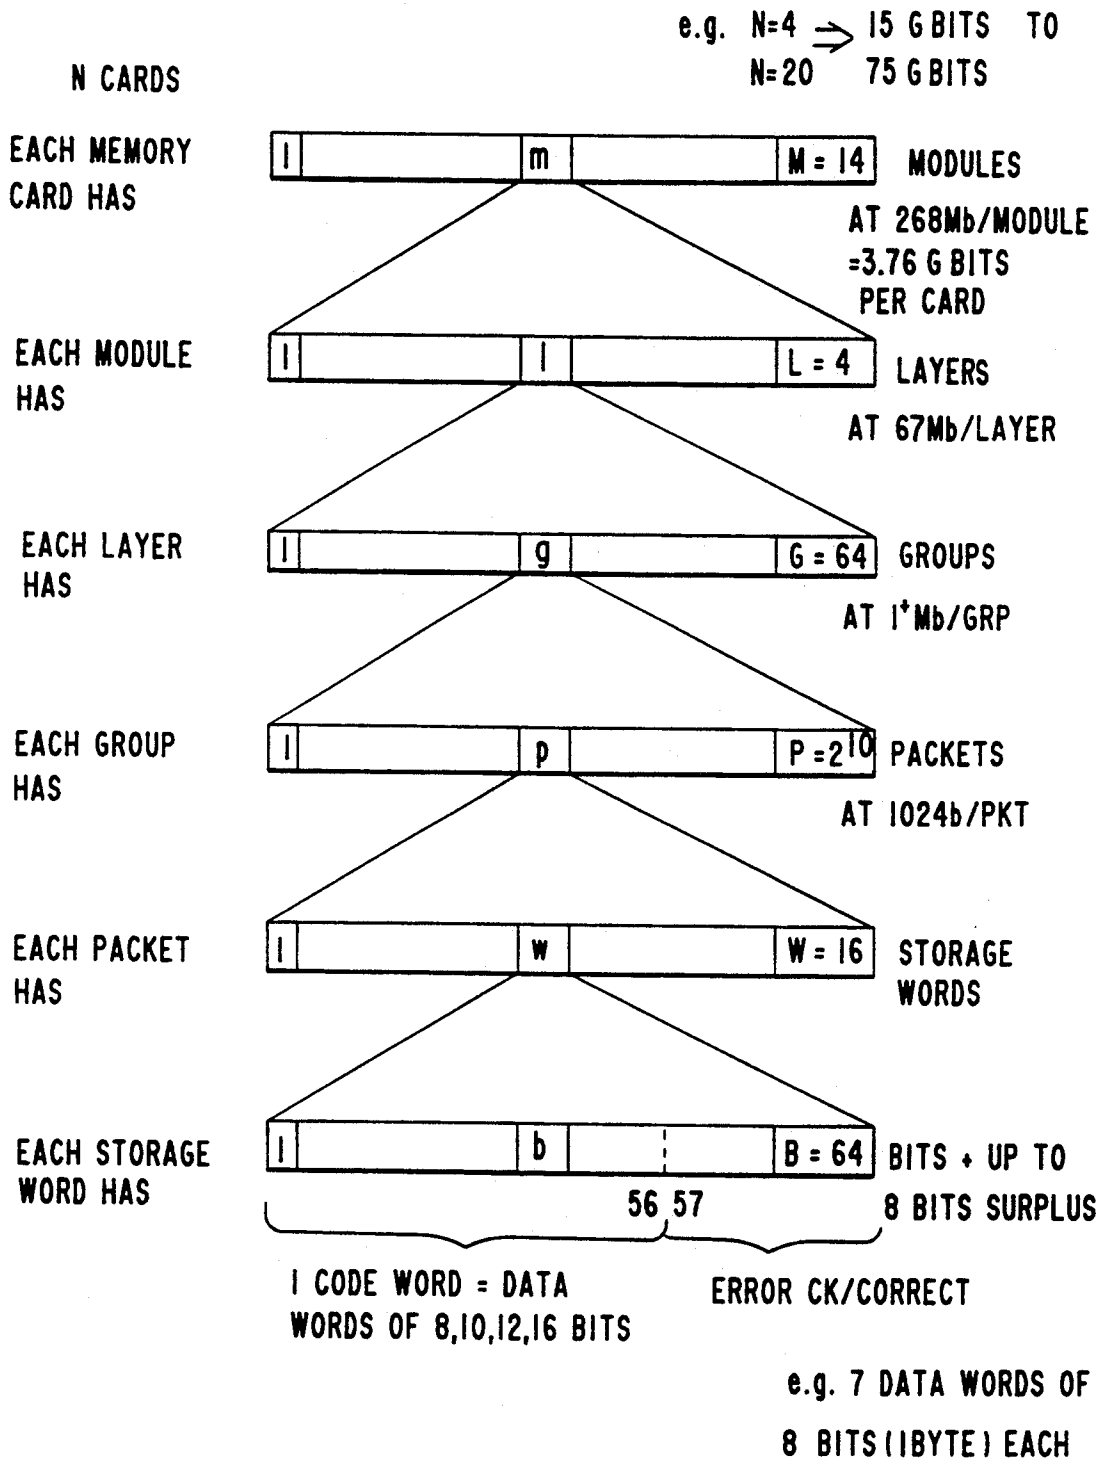 e.g. N=4 ⇒ 15 G BITS TO
N=20 75 G BITS
N CARDS
EACH MEMORY
CARD HAS
1 m M = 14
MODULES
AT 268Mb/MODULE
=3.76 G BITS
PER CARD
EACH MODULE
HAS
1 l L = 4
LAYERS
AT 67Mb/LAYER
EACH LAYER
HAS
1 g G = 64
GROUPS
AT 1⁺Mb/GRP
EACH GROUP
HAS
1 p P = 2¹⁰
PACKETS
AT 1024b/PKT
EACH PACKET
HAS
1 w W = 16
STORAGE
WORDS
EACH STORAGE
WORD HAS
1 b B = 64
BITS + UP TO
8 BITS SURPLUS
56 57
1 CODE WORD = DATA
WORDS OF 8,10,12,16 BITS
ERROR CK/CORRECT
e.g. 7 DATA WORDS OF
8 BITS (1BYTE) EACH